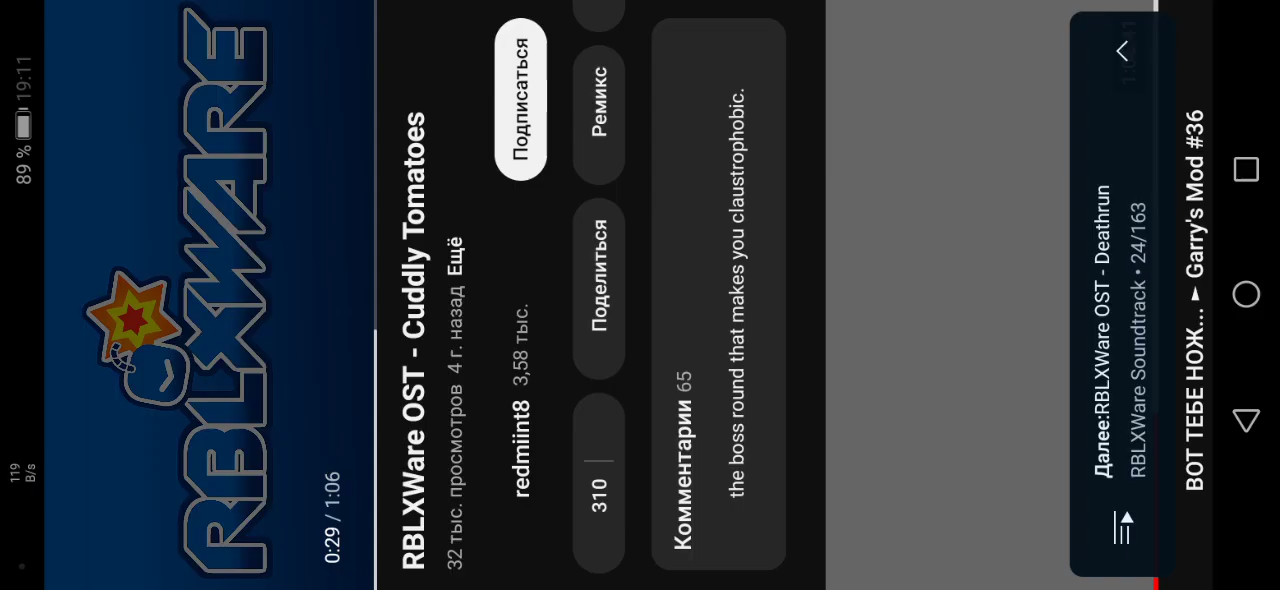 119
B/s
89 % 19:11
RBLXWARE
0:29 / 1:06
RBLXWare OST - Cuddly Tomatoes
32 тыс. просмотров 4 г. назад Ещё
redmiint8 3,58 тыс.
Подписаться
310
Поделиться
Ремикс
Комментарии 65
the boss round that makes you claustrophobic.
Далее:RBLXWare OST - Deathrun
RBLXWare Soundtrack • 24/163
ВОТ ТЕБЕ НОЖ... ► Garry's Mod #36